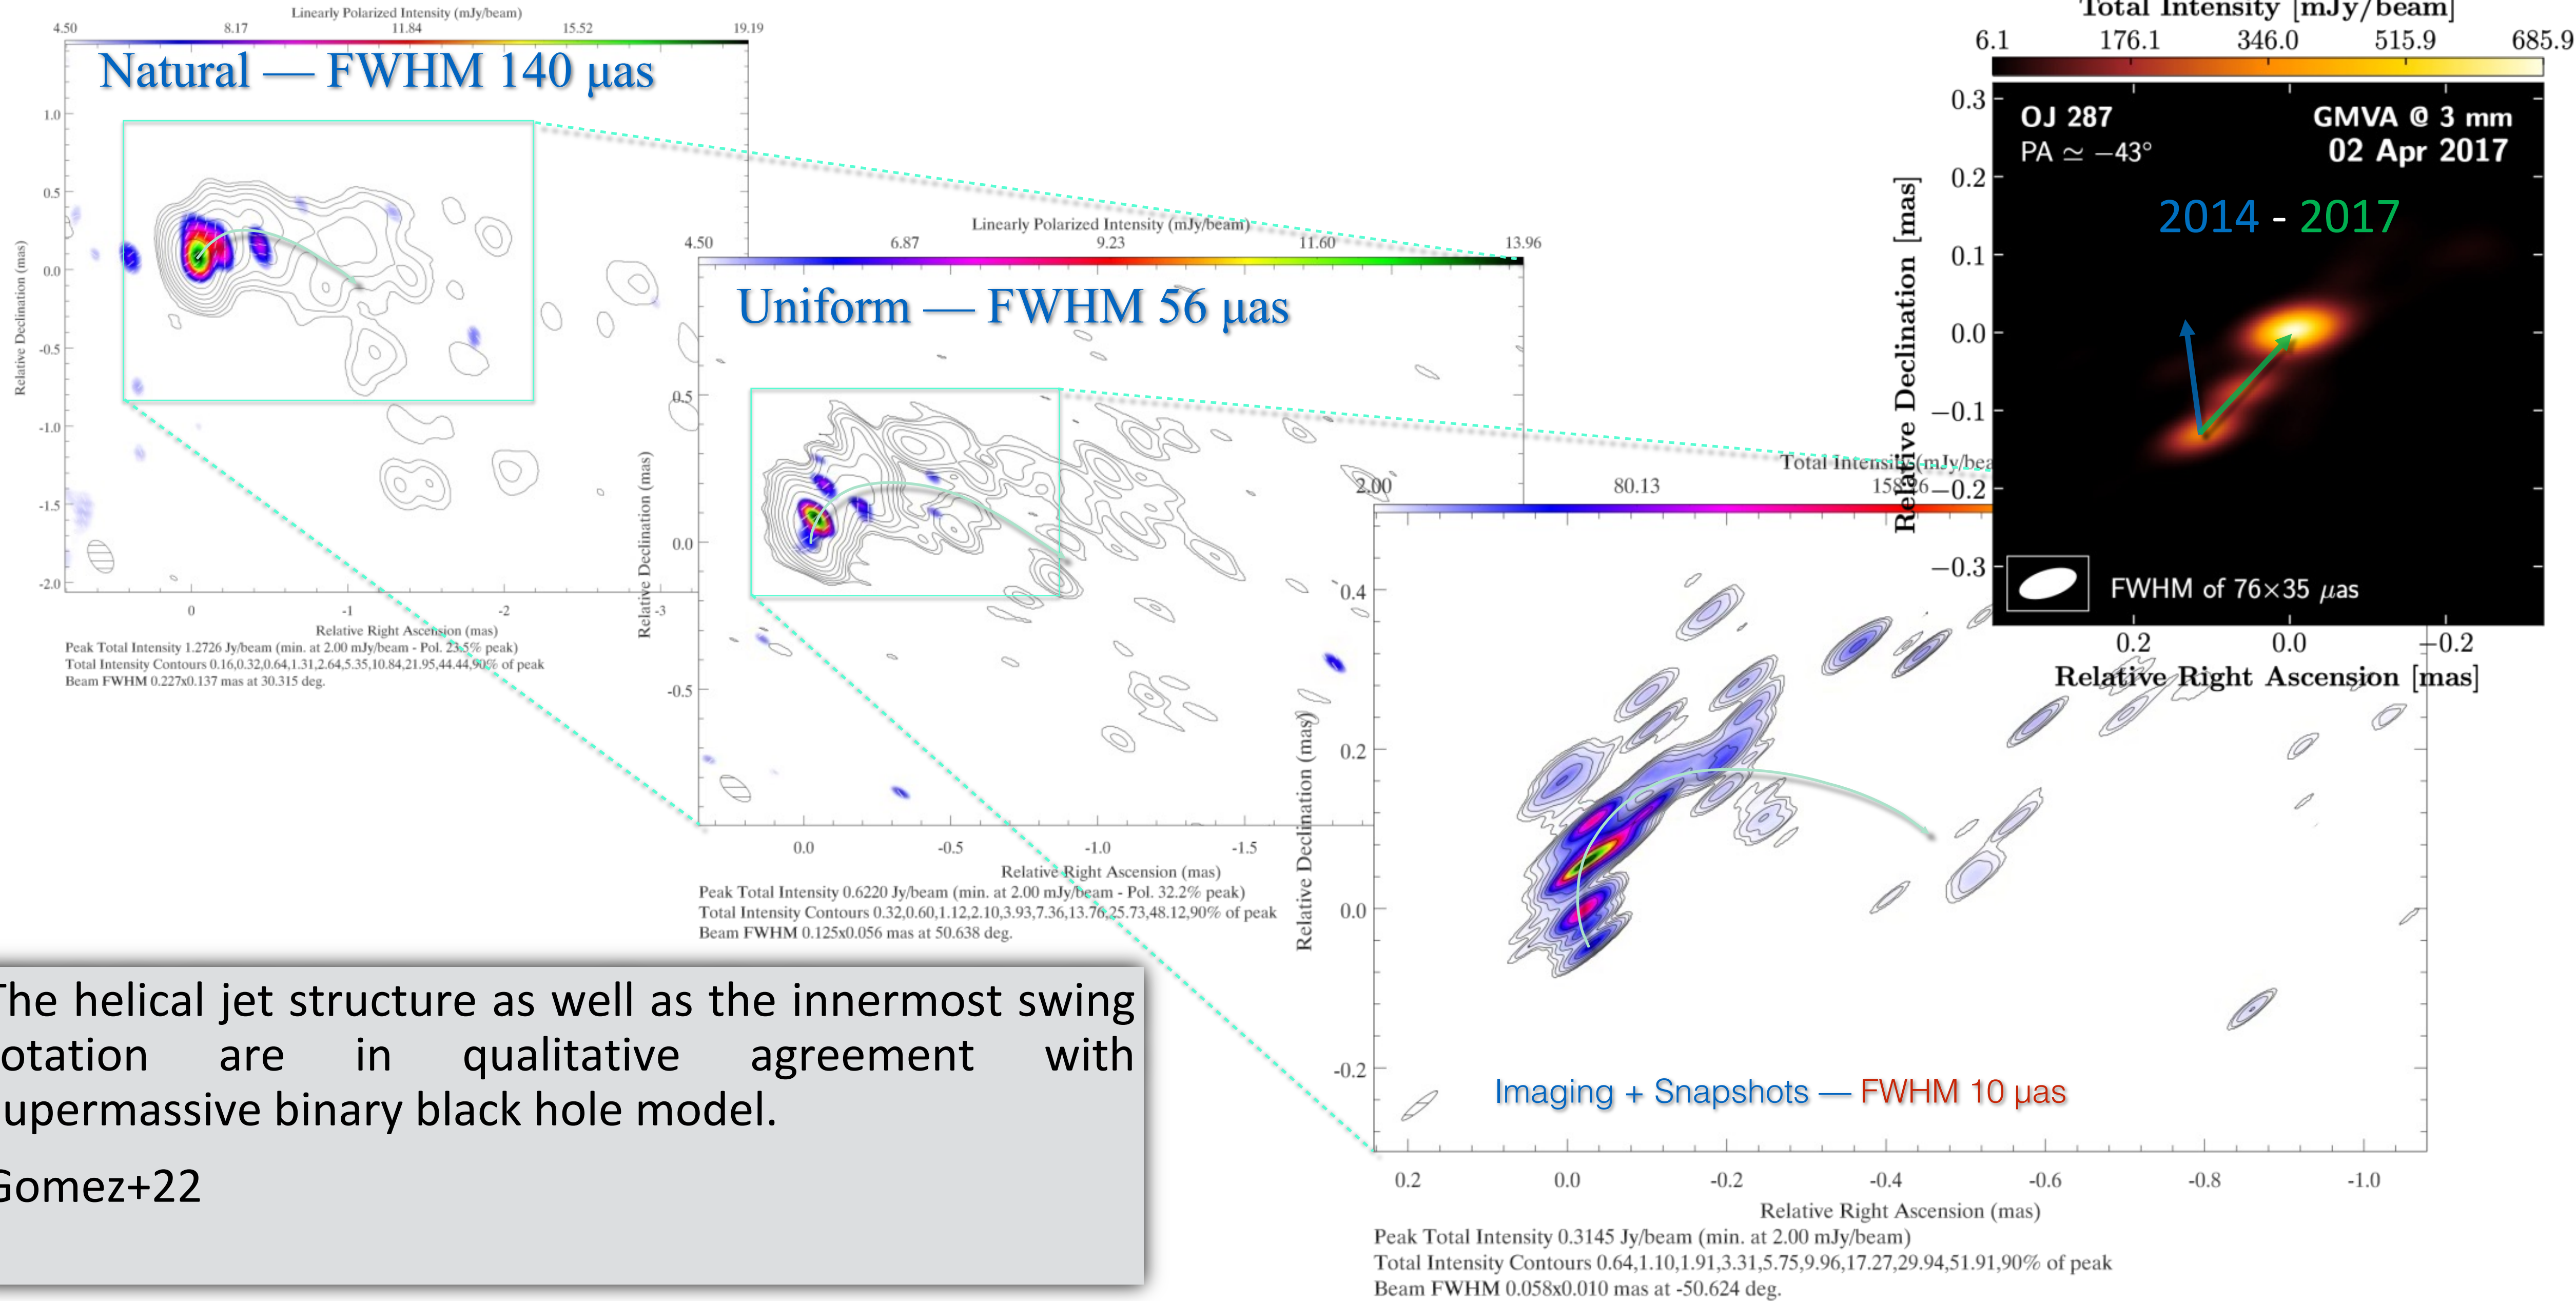 Linearly Polarized Intensity (mJy/beam)
4.50 8.17 11.84 15.52 19.19
Natural — FWHM 140 μas
1.0
0.5
0.0
-0.5
-1.0
-1.5
-2.0
Relative Declination (mas)
0 -1 -2 -3
Relative Right Ascension (mas)
Peak Total Intensity 1.2726 Jy/beam (min. at 2.00 mJy/beam - Pol. 23.5% peak)
Total Intensity Contours 0.16,0.32,0.64,1.31,2.64,5.35,10.84,21.95,44.44,90% of peak
Beam FWHM 0.227x0.137 mas at 30.315 deg.
Linearly Polarized Intensity (mJy/beam)
4.50 6.87 9.23 11.60 13.96
Uniform — FWHM 56 μas
0.5
0.0
-0.5
Relative Declination (mas)
0.0 -0.5 -1.0 -1.5
Relative Right Ascension (mas)
Peak Total Intensity 0.6220 Jy/beam (min. at 2.00 mJy/beam - Pol. 32.2% peak)
Total Intensity Contours 0.32,0.60,1.12,2.10,3.93,7.36,13.76,25.73,48.12,90% of peak
Beam FWHM 0.125x0.056 mas at 50.638 deg.
Total Intensity [mJy/beam]
6.1 176.1 346.0 515.9 685.9
OJ 287 GMVA @ 3 mm
PA ≃ −43° 02 Apr 2017
2014 - 2017
0.3
0.2
0.1
0.0
−0.1
−0.2
−0.3
Relative Declination [mas]
FWHM of 76×35 μas
0.2 0.0 −0.2
Relative Right Ascension [mas]
Total Intensity (mJy/bea
2.00 80.13 158.26
0.4
0.2
0.0
-0.2
Relative Declination (mas)
Imaging + Snapshots — FWHM 10 μas
0.2 0.0 -0.2 -0.4 -0.6 -0.8 -1.0
Relative Right Ascension (mas)
Peak Total Intensity 0.3145 Jy/beam (min. at 2.00 mJy/beam)
Total Intensity Contours 0.64,1.10,1.91,3.31,5.75,9.96,17.27,29.94,51.91,90% of peak
Beam FWHM 0.058x0.010 mas at -50.624 deg.
The helical jet structure as well as the innermost swing
otation are in qualitative agreement with
upermassive binary black hole model.
Gomez+22